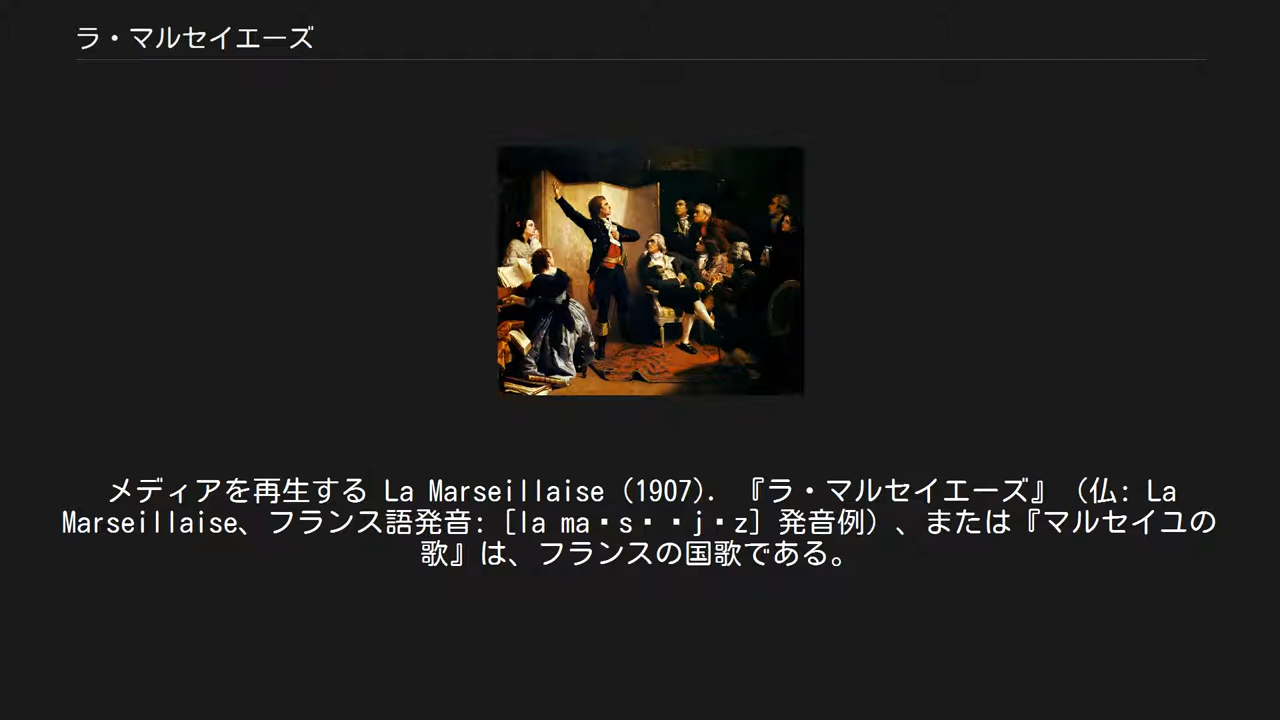 ラ・マルセイエーズ
メディアを再生する La Marseillaise (1907). 『ラ・マルセイエーズ』（仏: La
Marseillaise、フランス語発音: [la ma▪s▪▪j▪z] 発音例）、または『マルセイユの
歌』は、フランスの国歌である。